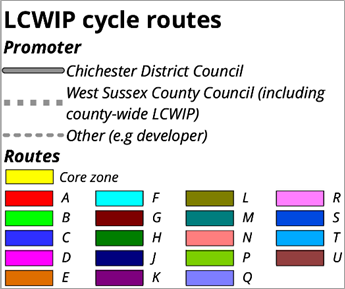 LCWIP cycle routes
Promoter
Chichester District Council
West Sussex County Council (including
county-wide LCWIP)
Other (e.g developer)
Routes
Core zone
A F L R
B G M S
C H N T
D J P U
E K Q